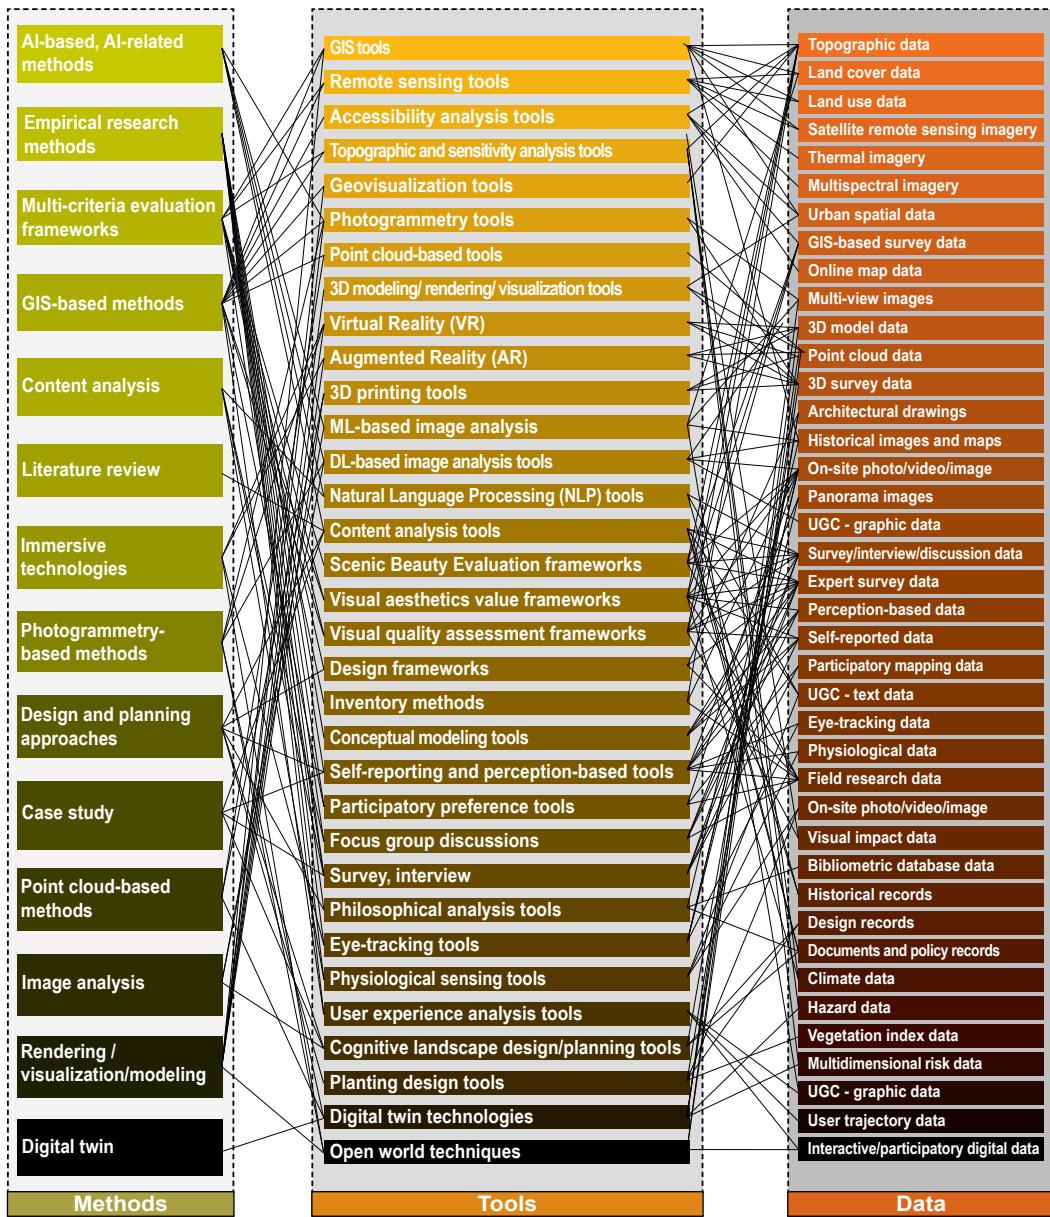 AI-based, AI-related
methods
Empirical research
methods
Multi-criteria evaluation
frameworks
GIS-based methods
Content analysis
Literature review
Immersive
technologies
Photogrammetry-
based methods
Design and planning
approaches
Case study
Point cloud-based
methods
Image analysis
Rendering /
visualization/modeling
Digital twin
Methods
GIS tools
Remote sensing tools
Accessibility analysis tools
Topographic and sensitivity analysis tools
Geovisualization tools
Photogrammetry tools
Point cloud-based tools
3D modeling/ rendering/ visualization tools
Virtual Reality (VR)
Augmented Reality (AR)
3D printing tools
ML-based image analysis
DL-based image analysis tools
Natural Language Processing (NLP) tools
Content analysis tools
Scenic Beauty Evaluation frameworks
Visual aesthetics value frameworks
Visual quality assessment frameworks
Design frameworks
Inventory methods
Conceptual modeling tools
Self-reporting and perception-based tools
Participatory preference tools
Focus group discussions
Survey, interview
Philosophical analysis tools
Eye-tracking tools
Physiological sensing tools
User experience analysis tools
Cognitive landscape design/planning tools
Planting design tools
Digital twin technologies
Open world techniques
Tools
Topographic data
Land cover data
Land use data
Satellite remote sensing imagery
Thermal imagery
Multispectral imagery
Urban spatial data
GIS-based survey data
Online map data
Multi-view images
3D model data
Point cloud data
3D survey data
Architectural drawings
Historical images and maps
On-site photo/video/image
Panorama images
UGC - graphic data
Survey/interview/discussion data
Expert survey data
Perception-based data
Self-reported data
Participatory mapping data
UGC - text data
Eye-tracking data
Physiological data
Field research data
On-site photo/video/image
Visual impact data
Bibliometric database data
Historical records
Design records
Documents and policy records
Climate data
Hazard data
Vegetation index data
Multidimensional risk data
UGC - graphic data
User trajectory data
Interactive/participatory digital data
Data